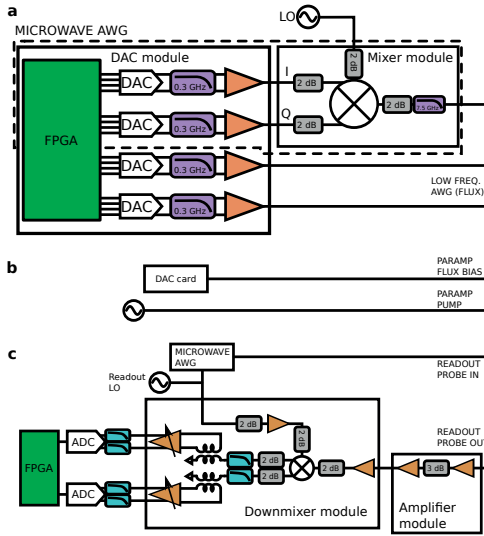 a
LO
MICROWAVE AWG
DAC module
Mixer module
FPGA
DAC
0.3 GHz
I
2 dB
2 dB
2 dB
7.5 GHz
DAC
0.3 GHz
Q
2 dB
DAC
0.3 GHz
DAC
0.3 GHz
LOW FREQ.
AWG (FLUX)
b
DAC card
PARAMP
FLUX BIAS
PARAMP
PUMP
c
MICROWAVE
AWG
READOUT
PROBE IN
Readout
LO
2 dB
2 dB
READOUT
PROBE OUT
FPGA
ADC
ADC
2 dB
2 dB
2 dB
3 dB
Downmixer module
Amplifier
module